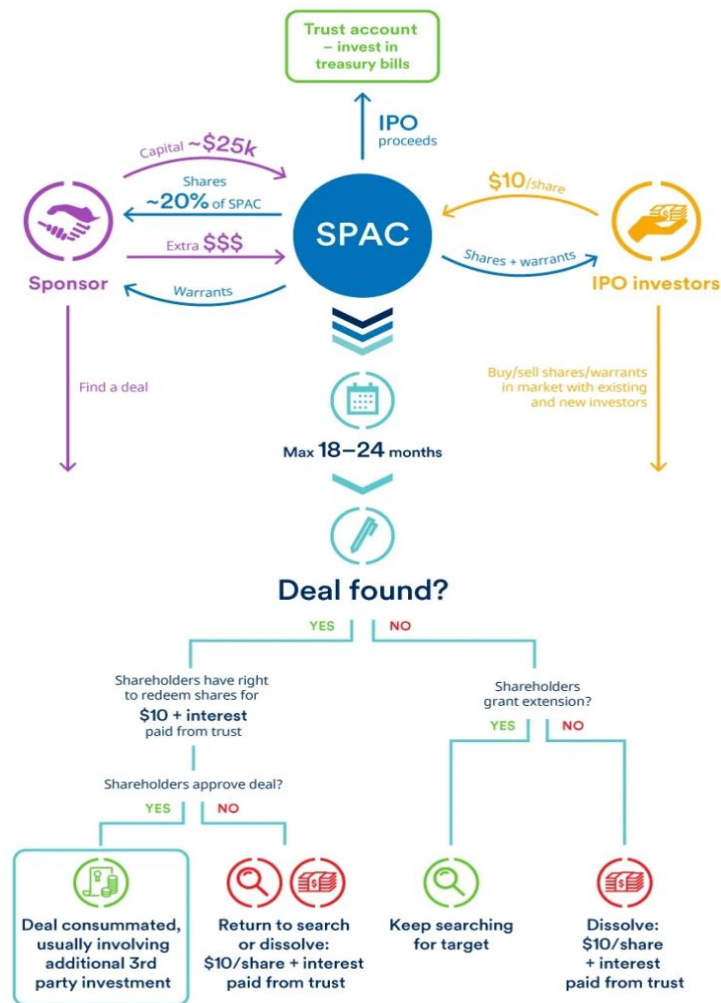 Trust account
– invest in
treasury bills
IPO
proceeds
Capital ~$25k
Shares
~20% of SPAC
Extra $$$
Warrants
Sponsor
SPAC
$10/share
Shares + warrants
IPO investors
Find a deal
Buy/sell shares/warrants
in market with existing
and new investors
Max 18–24 months
Deal found?
YES
NO
Shareholders have right
to redeem shares for
$10 + interest
paid from trust
Shareholders
grant extension?
YES
NO
Shareholders approve deal?
YES
NO
Deal consummated,
usually involving
additional 3rd
party investment
Return to search
or dissolve:
$10/share + interest
paid from trust
Keep searching
for target
Dissolve:
$10/share
+ interest
paid from trust